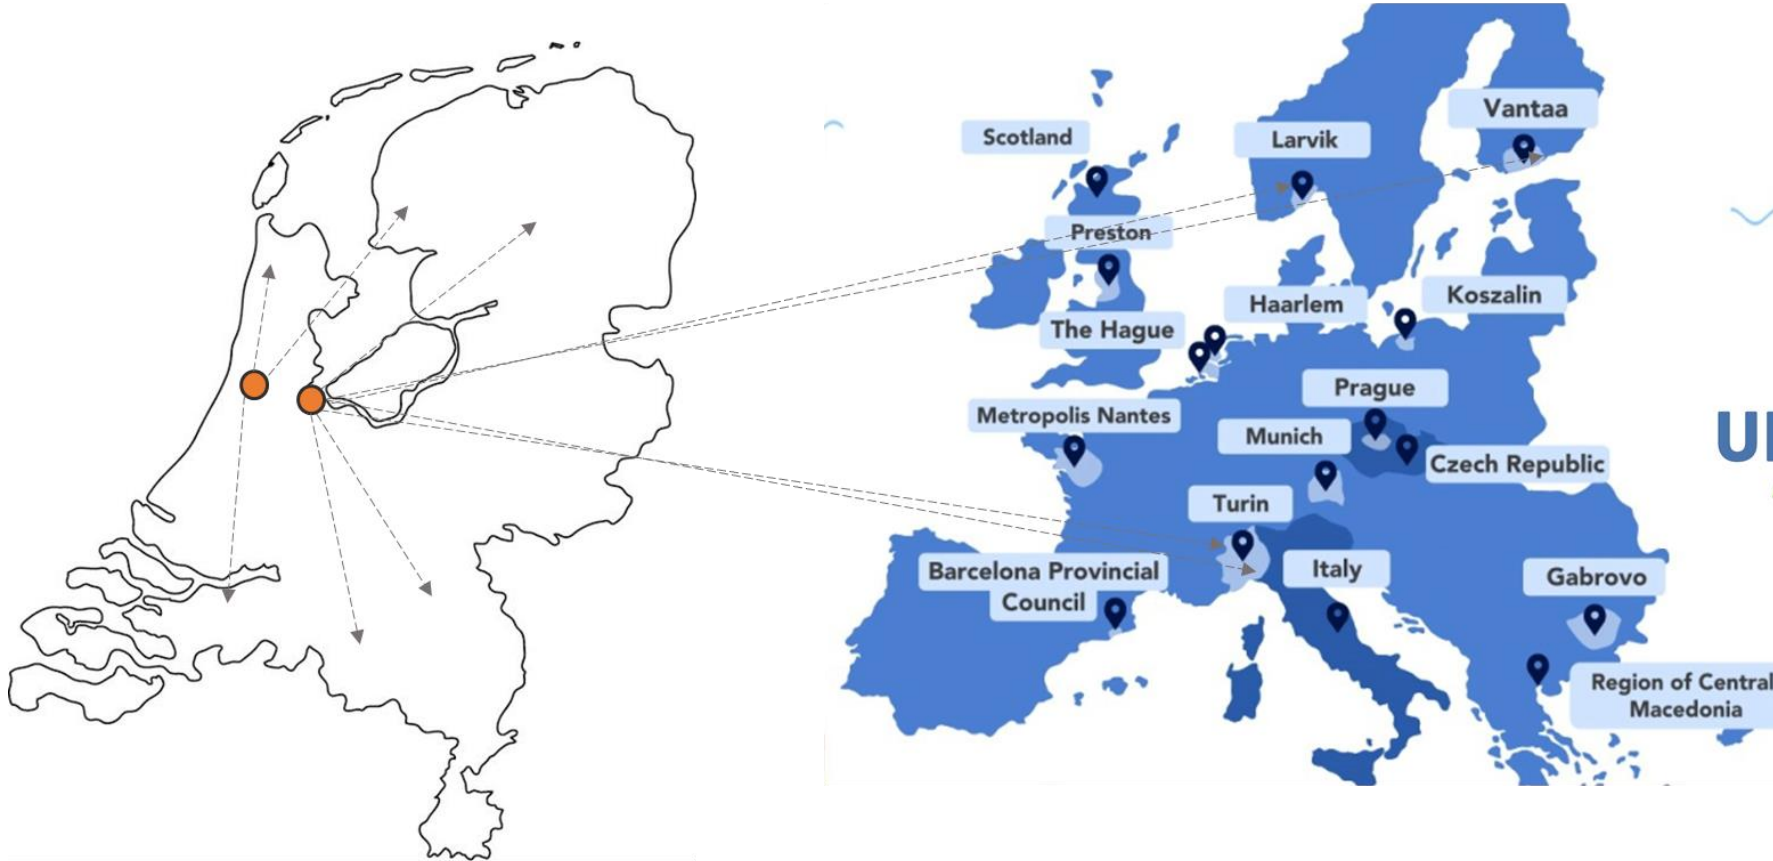 Vantaa
Scotland
Larvik
Preston
Koszalin
Haarlem
The Hague
Prague
Metropolis Nantes
Munich
Czech Republic
Turin
Barcelona Provincial
Council
Italy
Gabrovo
Region of Central
Macedonia